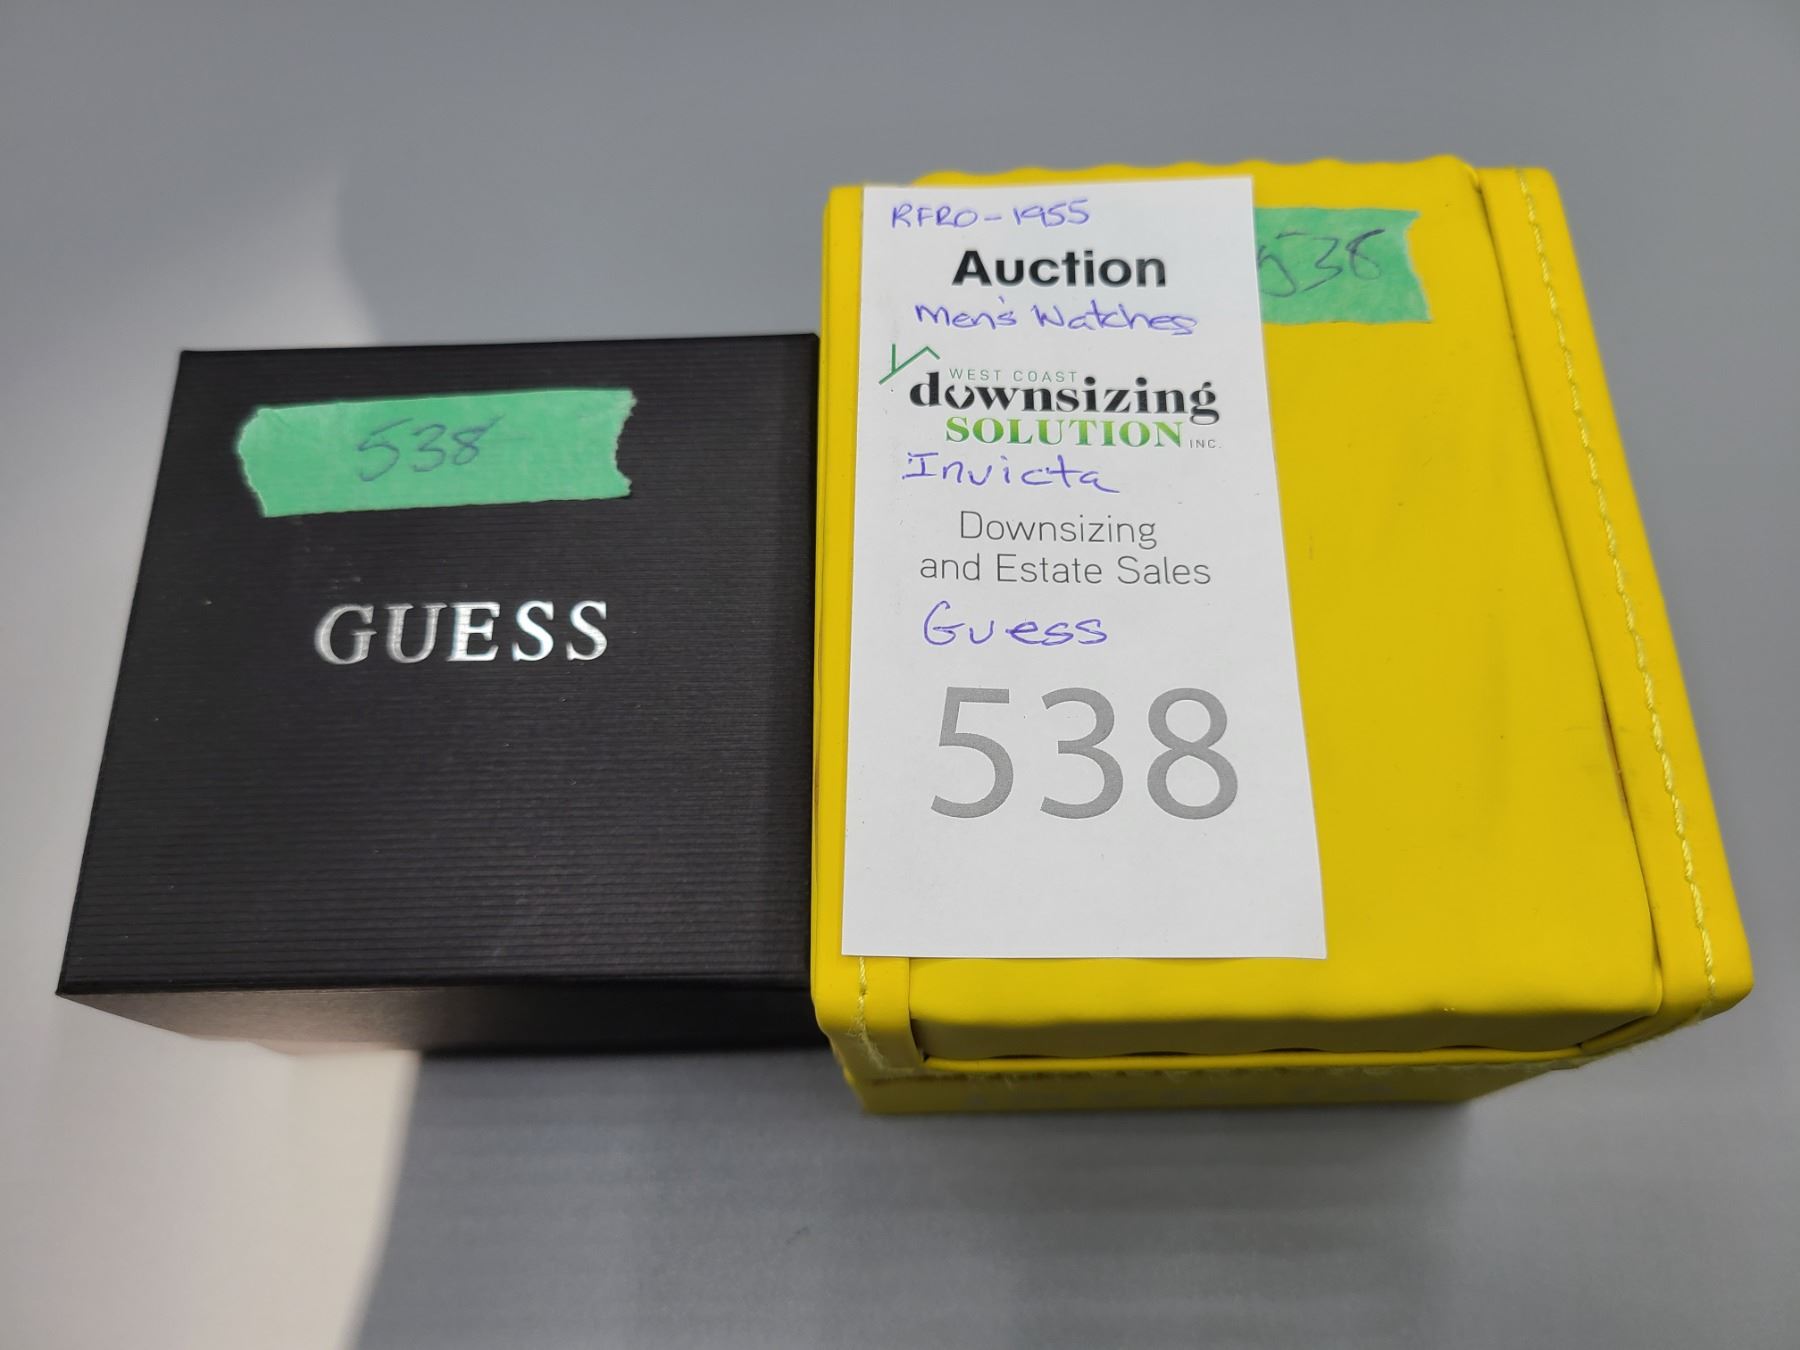 538
GUESS
RFRO-1955
Auction
Men's Watches
WEST COAST
downsizing
SOLUTION INC.
Invicta
Downsizing
and Estate Sales
Guess
538
538